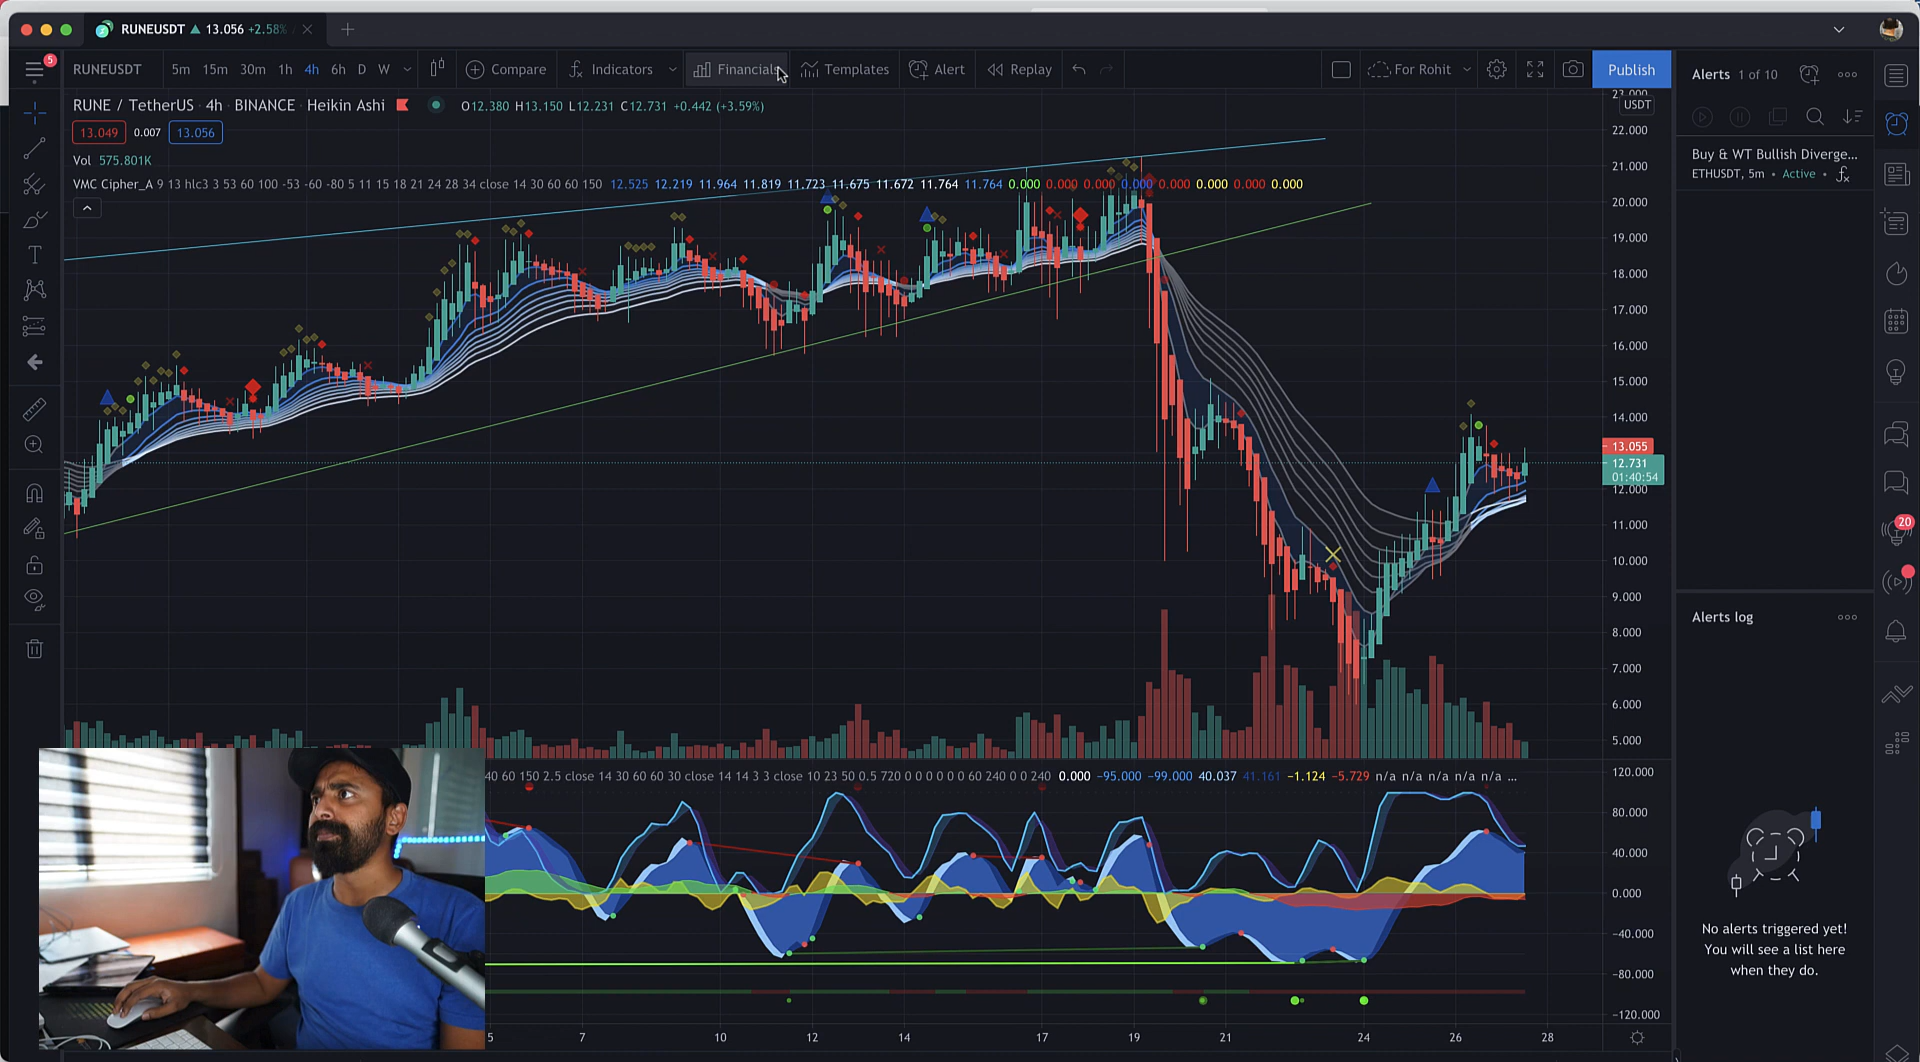 RUNEUSDT ▲ 13.056 +2.58%
5
RUNEUSDT 5m 15m 30m 1h 4h 6h D W Compare Indicators Financials Templates Alert Replay For Rohit Publish
Alerts 1 of 10
RUNE / TetherUS · 4h · BINANCE · Heikin Ashi O12.380 H13.150 L12.231 C12.731 +0.442 (+3.59%)
13.049 0.007 13.056
Vol 575.801K
VMC Cipher_A 9 13 hlc3 3 53 60 100 -53 -60 -80 5 11 15 18 21 24 28 34 close 14 30 60 60 150 12.525 12.219 11.964 11.819 11.723 11.675 11.672 11.764 11.764 0.000 0.000 0.000 0.000 0.000 0.000 0.000 0.000
23.000
USDT
22.000
21.000
20.000
19.000
18.000
17.000
16.000
15.000
14.000
13.055
12.731
01:40:54
12.000
11.000
10.000
9.000
8.000
7.000
6.000
5.000
Buy & WT Bullish Diverge...
ETHUSDT, 5m • Active •
20
Alerts log
No alerts triggered yet!
You will see a list here
when they do.
40 60 150 2.5 close 14 30 60 60 30 close 14 14 3 3 close 10 23 50 0.5 720 0 0 0 0 0 0 60 240 0 0 240 0.000 −95.000 −99.000 40.037 41.161 −1.124 −5.729 n/a n/a n/a n/a n/a ...
120.000
80.000
40.000
0.000
−40.000
−80.000
−120.000
5 7 10 12 14 17 19 21 24 26 28